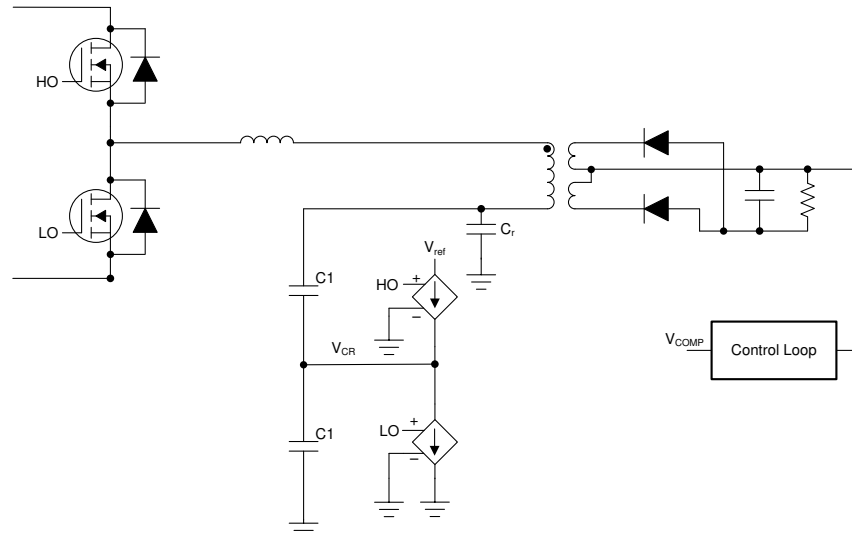 HO
LO
C_r
V_ref
C1
HO
+
−
V_CR
V_COMP
Control Loop
C1
LO
+
−